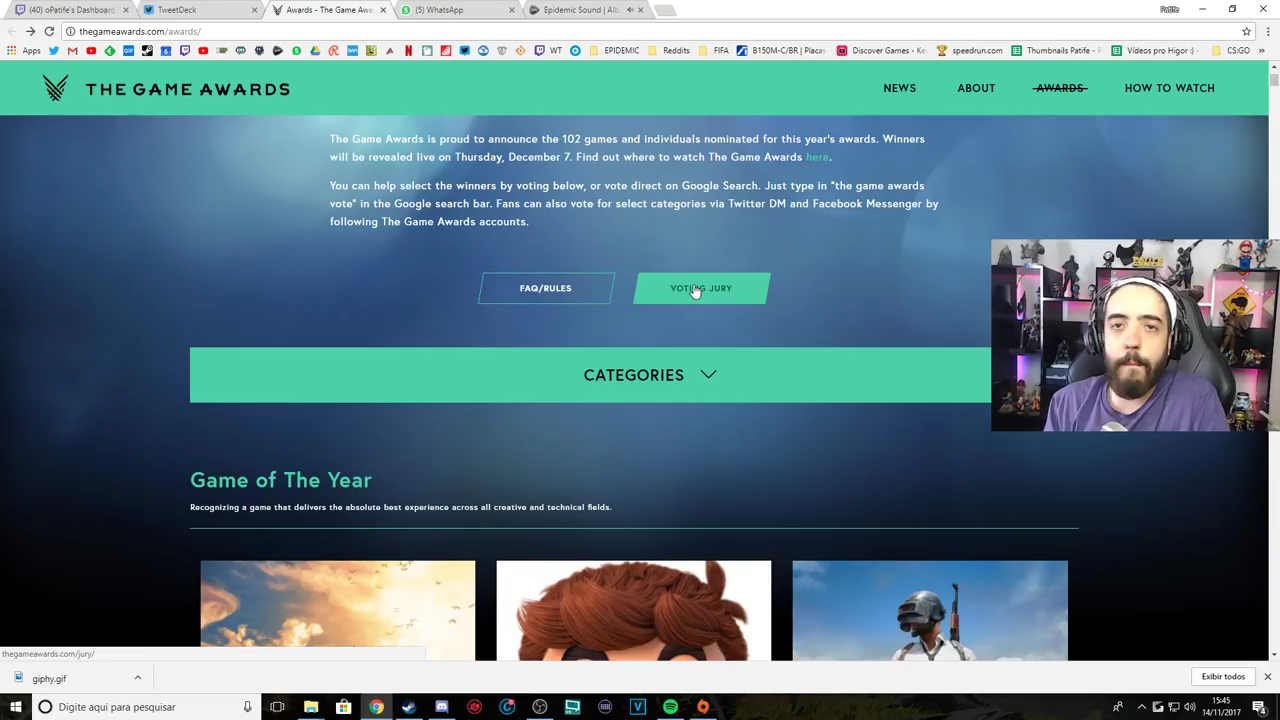 (40) oPatife's Dashboard
TweetDeck
Awards - The Game Awa
(5) WhatsApp
Epidemic Sound | Alb
Patife
thegameawards.com/awards/
Apps
WT
EPIDEMIC
Reddits
FIFA
B150M-C/BR | Placas
Discover Games - Key
speedrun.com
Thumbnails Patife - P
Vídeos pro Higor :) -
CS:GO
THE GAME AWARDS
NEWS
ABOUT
AWARDS
HOW TO WATCH
The Game Awards is proud to announce the 102 games and individuals nominated for this year's awards. Winners
will be revealed live on Thursday, December 7. Find out where to watch The Game Awards here.
You can help select the winners by voting below, or vote direct on Google Search. Just type in "the game awards
vote" in the Google search bar. Fans can also vote for select categories via Twitter DM and Facebook Messenger by
following The Game Awards accounts.
FAQ/RULES
VOTING JURY
CATEGORIES
Game of The Year
Recognizing a game that delivers the absolute best experience across all creative and technical fields.
thegameawards.com/jury/
giphy.gif
Exibir todos
Digite aqui para pesquisar
15:45
14/11/2017